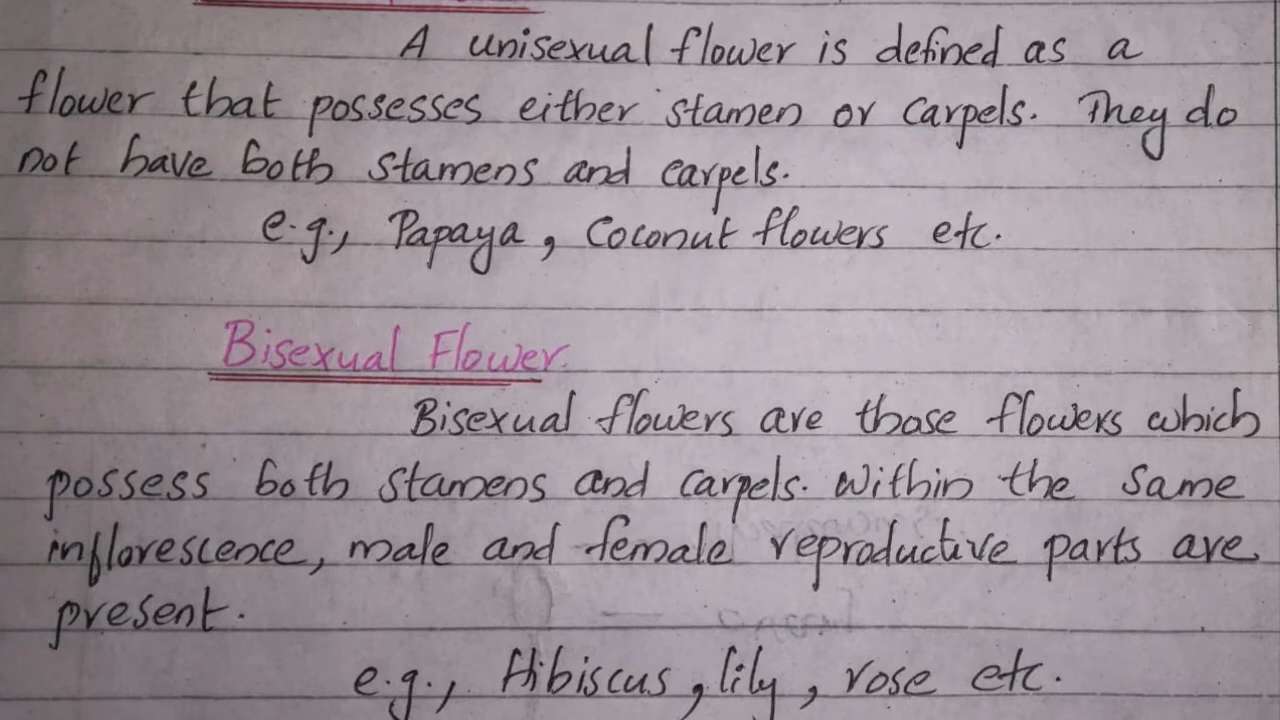 A unisexual flower is defined as a
flower that possesses either stamen or carpels. They do
not have both stamens and carpels.
e.g., Papaya, Coconut flowers etc.
Bisexual Flower.
Bisexual flowers are those flowers which
possess both stamens and carpels. Within the same
inflorescence, male and female reproductive parts are
present.
e.g., Hibiscus, lily, rose etc.